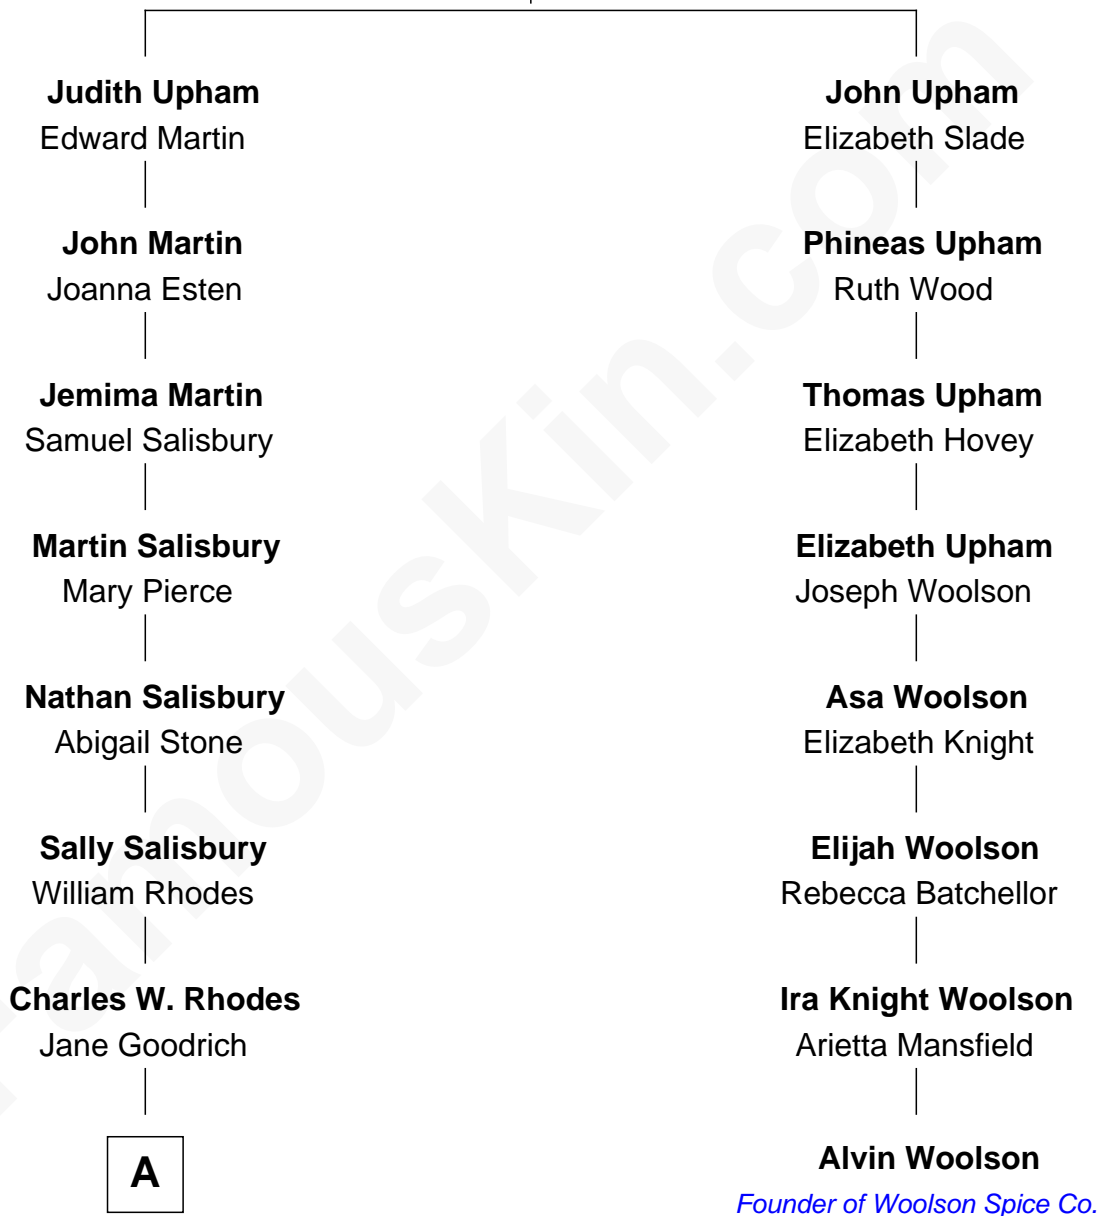 Judith Upham
Edward Martin
John Martin
Joanna Esten
Jemima Martin
Samuel Salisbury
Martin Salisbury
Mary Pierce
Nathan Salisbury
Abigail Stone
Sally Salisbury
William Rhodes
Charles W. Rhodes
Jane Goodrich
A
John Upham
Elizabeth Slade
Phineas Upham
Ruth Wood
Thomas Upham
Elizabeth Hovey
Elizabeth Upham
Joseph Woolson
Asa Woolson
Elizabeth Knight
Elijah Woolson
Rebecca Batchellor
Ira Knight Woolson
Arietta Mansfield
Alvin Woolson
Founder of Woolson Spice Co.
FamousKin.com